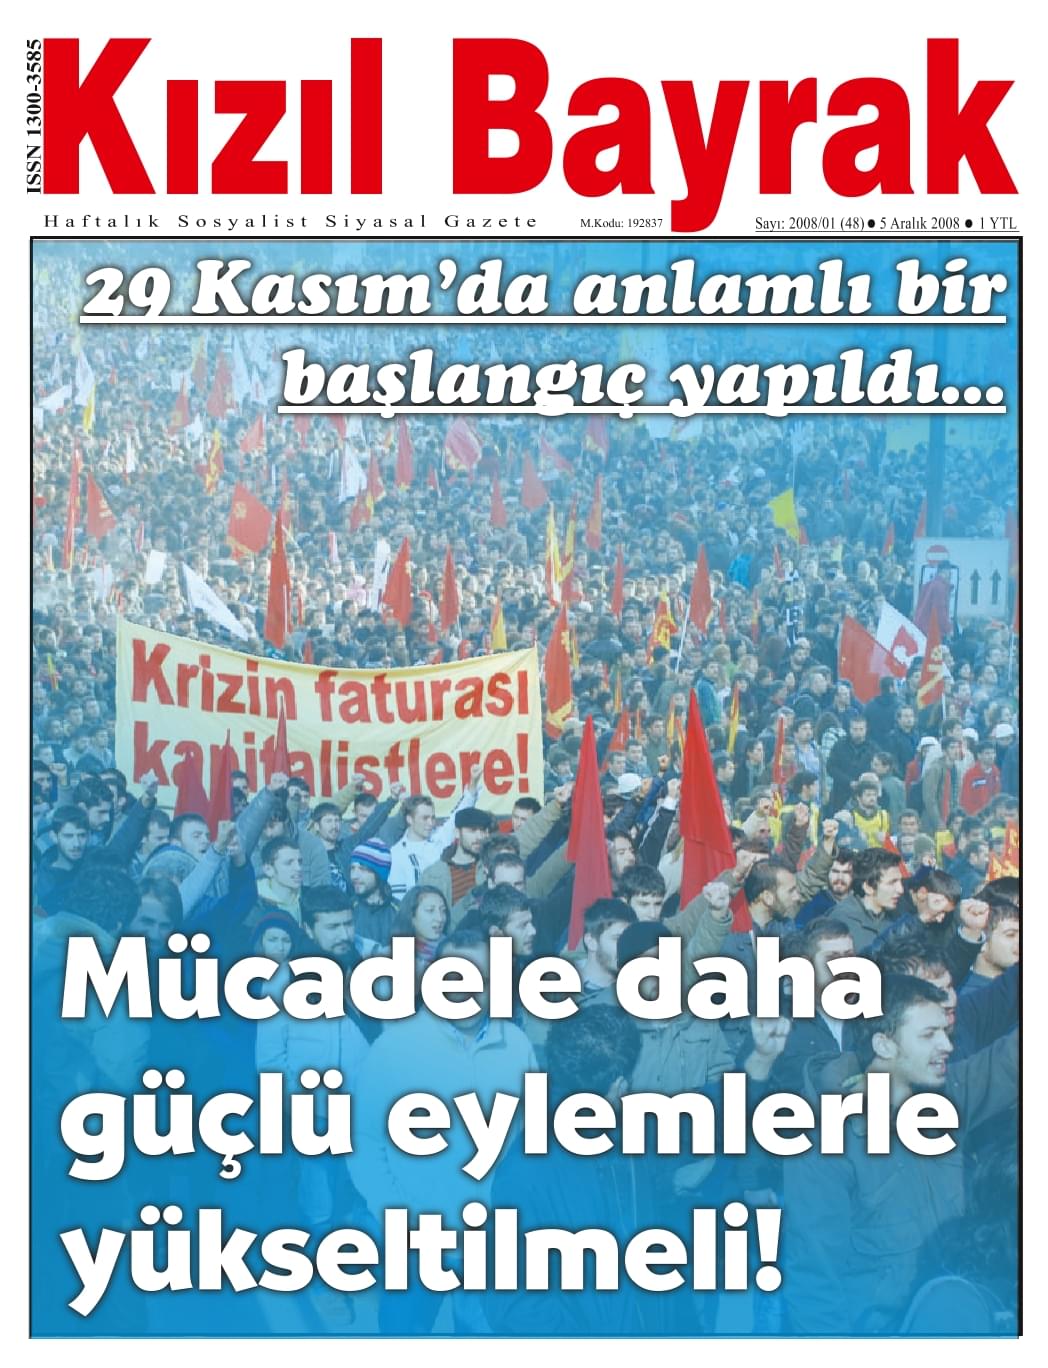 ISSN 1300-3585
Kızıl Bayrak
Haftalık Sosyalist Siyasal Gazete
M.Kodu: 192837
Sayı: 2008/01 (48) ● 5 Aralık 2008 ● 1 YTL
29 Kasım’da anlamlı bir
başlangıç yapıldı...
Krizin faturası
kapitalistlere!
Mücadele daha
güçlü eylemlerle
yükseltilmeli!